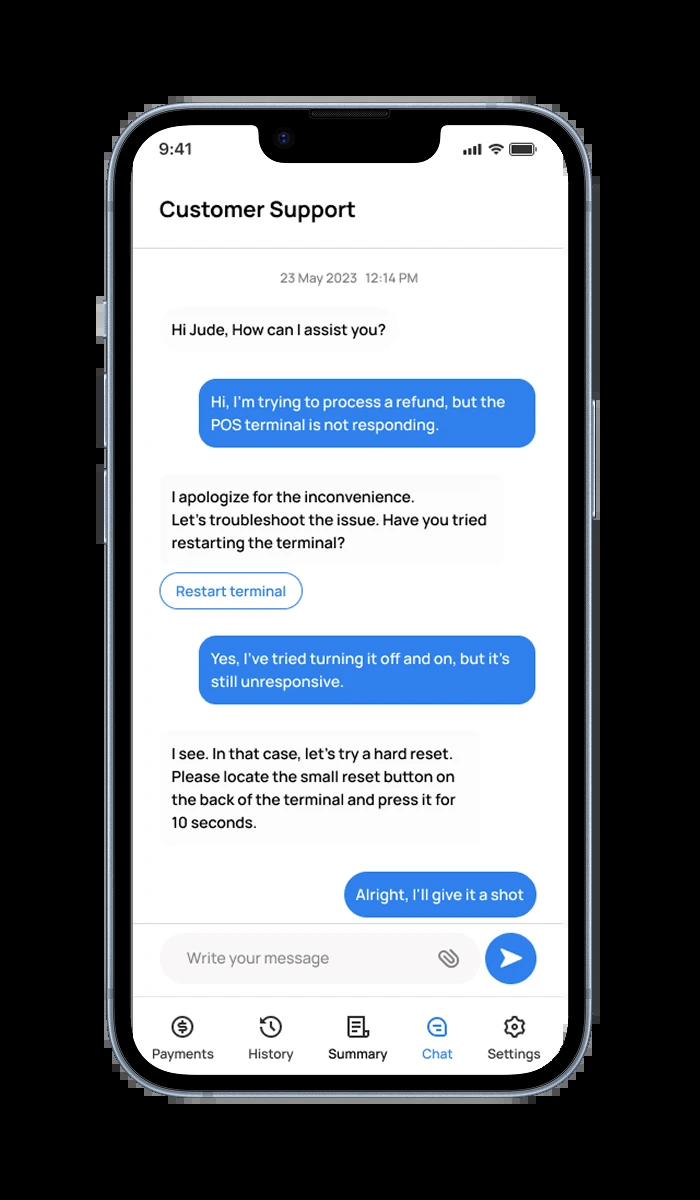 9:41
Customer Support
23 May 2023 12:14 PM
Hi Jude, How can I assist you?
Hi, I'm trying to process a refund, but the
POS terminal is not responding.
I apologize for the inconvenience.
Let's troubleshoot the issue. Have you tried
restarting the terminal?
Restart terminal
Yes, I've tried turning it off and on, but it's
still unresponsive.
I see. In that case, let's try a hard reset.
Please locate the small reset button on
the back of the terminal and press it for
10 seconds.
Alright, I'll give it a shot
Write your message
Payments History Summary Chat Settings